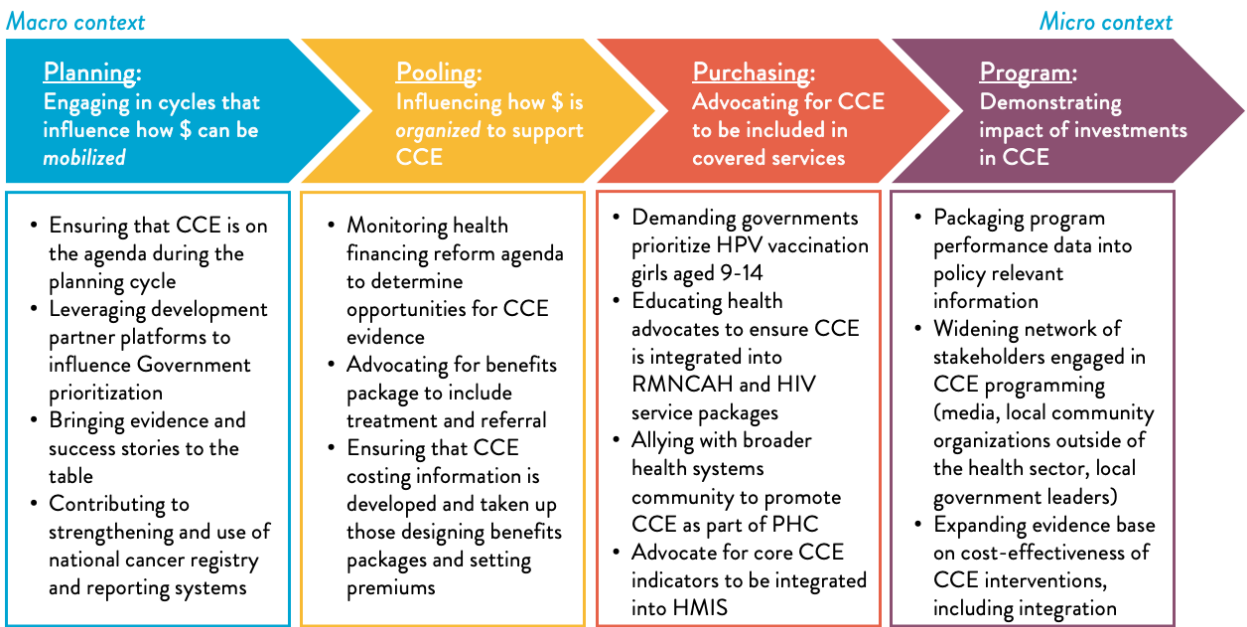 Macro context
Micro context
Planning:
Engaging in cycles that
influence how $ can be
mobilized
Pooling:
Influencing how $ is
organized to support
CCE
Purchasing:
Advocating for CCE
to be included in
covered services
Program:
Demonstrating
impact of investments
in CCE
• Ensuring that CCE is on
the agenda during the
planning cycle
• Leveraging development
partner platforms to
influence Government
prioritization
• Bringing evidence and
success stories to the
table
• Contributing to
strengthening and use of
national cancer registry
and reporting systems
• Monitoring health
financing reform agenda
to determine
opportunities for CCE
evidence
• Advocating for benefits
package to include
treatment and referral
• Ensuring that CCE
costing information is
developed and taken up
those designing benefits
packages and setting
premiums
• Demanding governments
prioritize HPV vaccination
girls aged 9-14
• Educating health
advocates to ensure CCE
is integrated into
RMNCAH and HIV
service packages
• Allying with broader
health systems
community to promote
CCE as part of PHC
• Advocate for core CCE
indicators to be integrated
into HMIS
• Packaging program
performance data into
policy relevant
information
• Widening network of
stakeholders engaged in
CCE programming
(media, local community
organizations outside of
the health sector, local
government leaders)
• Expanding evidence base
on cost-effectiveness of
CCE interventions,
including integration